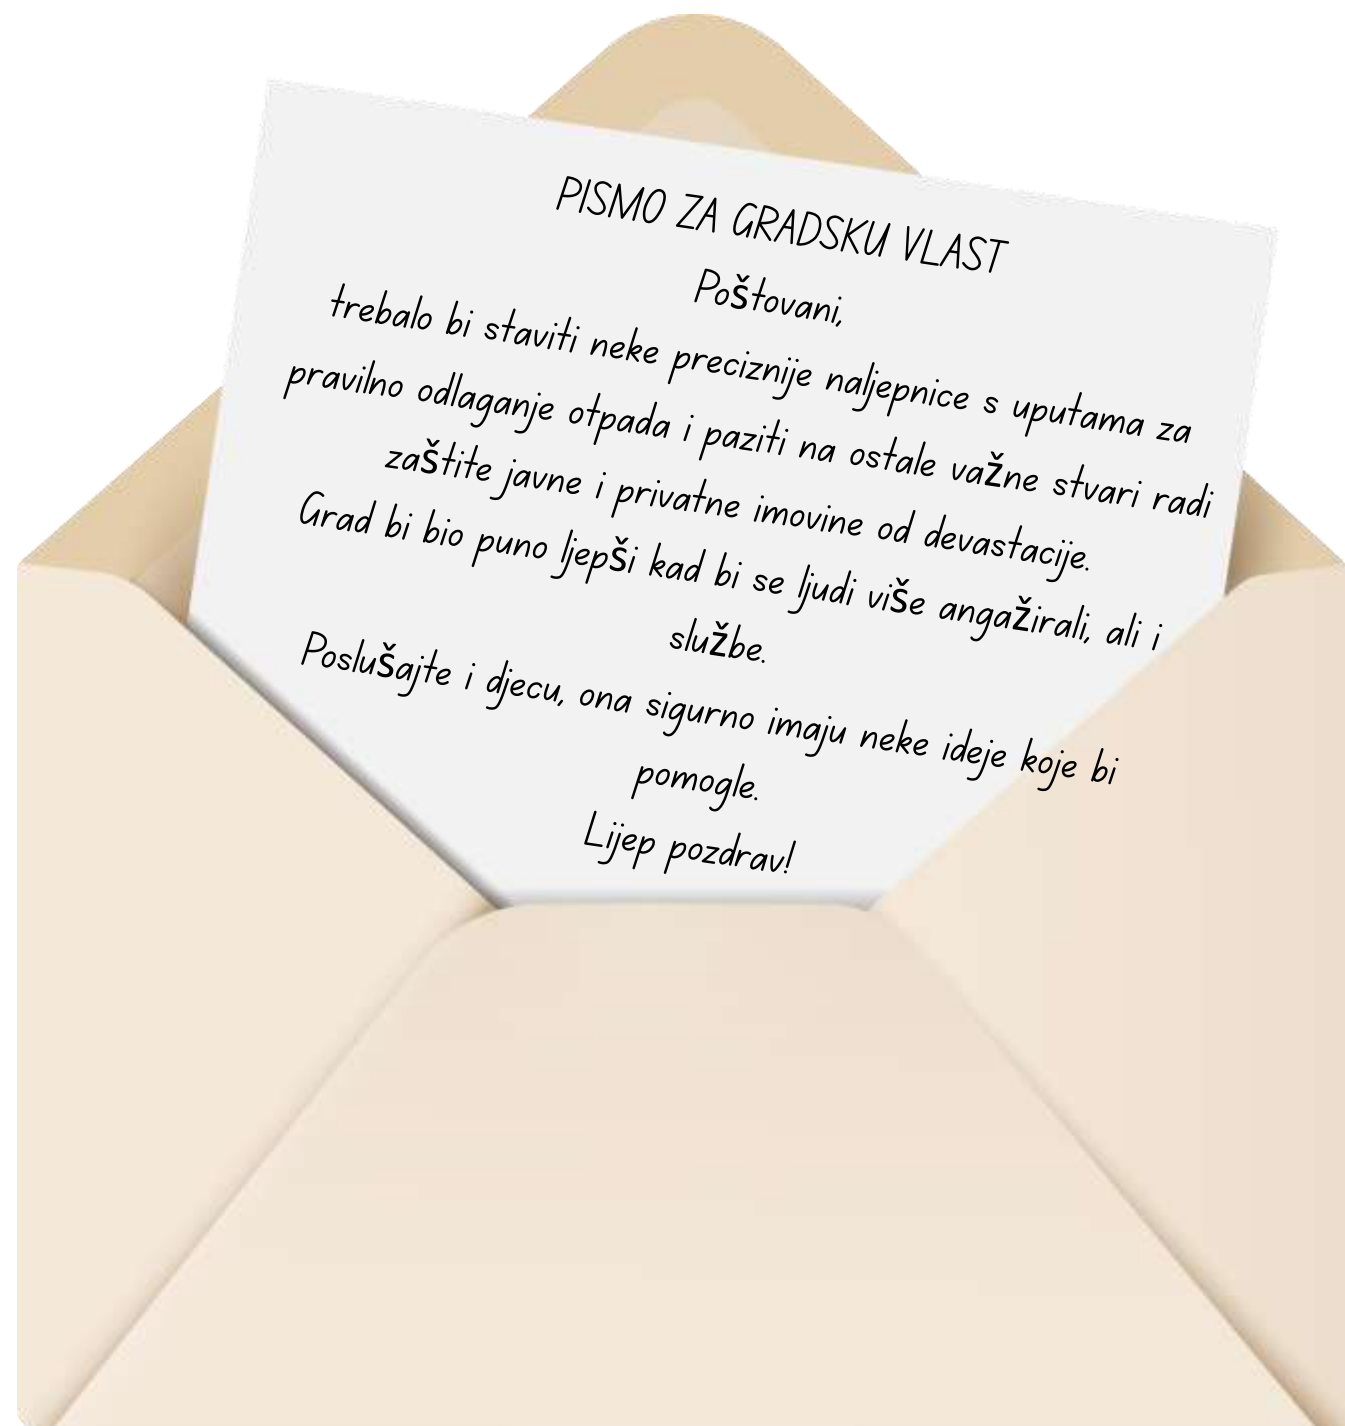 PISMO ZA GRADSKU VLAST
Poštovani,
trebalo bi staviti neke preciznije naljepnice s uputama za
pravilno odlaganje otpada i paziti na ostale važne stvari radi
zaštite javne i privatne imovine od devastacije.
Grad bi bio puno ljepši kad bi se ljudi više angažirali, ali i
službe.
Poslušajte i djecu, ona sigurno imaju neke ideje koje bi
pomogle.
Lijep pozdrav!